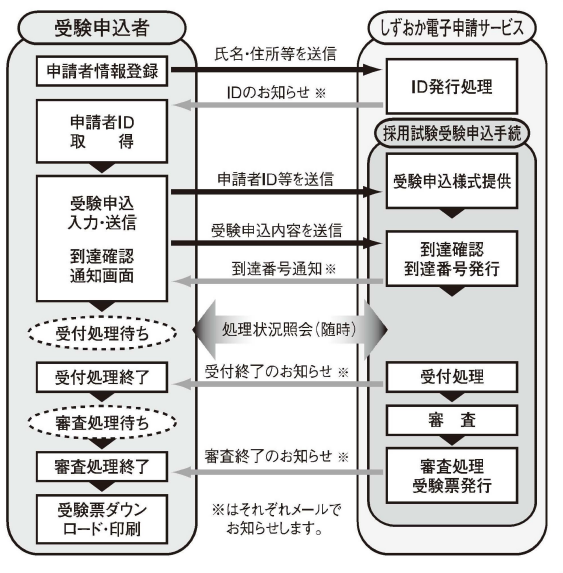 受験申込者
しずおか電子申請サービス
申請者情報登録
氏名・住所等を送信
ID発行処理
IDのお知らせ ※
申請者ID
取　得
採用試験受験申込手続
申請者ID等を送信
受験申込様式提供
受験申込
入力・送信
到達確認
通知画面
受験申込内容を送信
到達確認
到達番号発行
到達番号通知 ※
受付処理待ち
処理状況照会（随時）
受付処理終了
受付終了のお知らせ ※
受付処理
審査処理待ち
審　査
審査処理終了
審査終了のお知らせ ※
審査処理
受験票発行
受験票ダウン
ロード・印刷
※はそれぞれメールで
お知らせします。